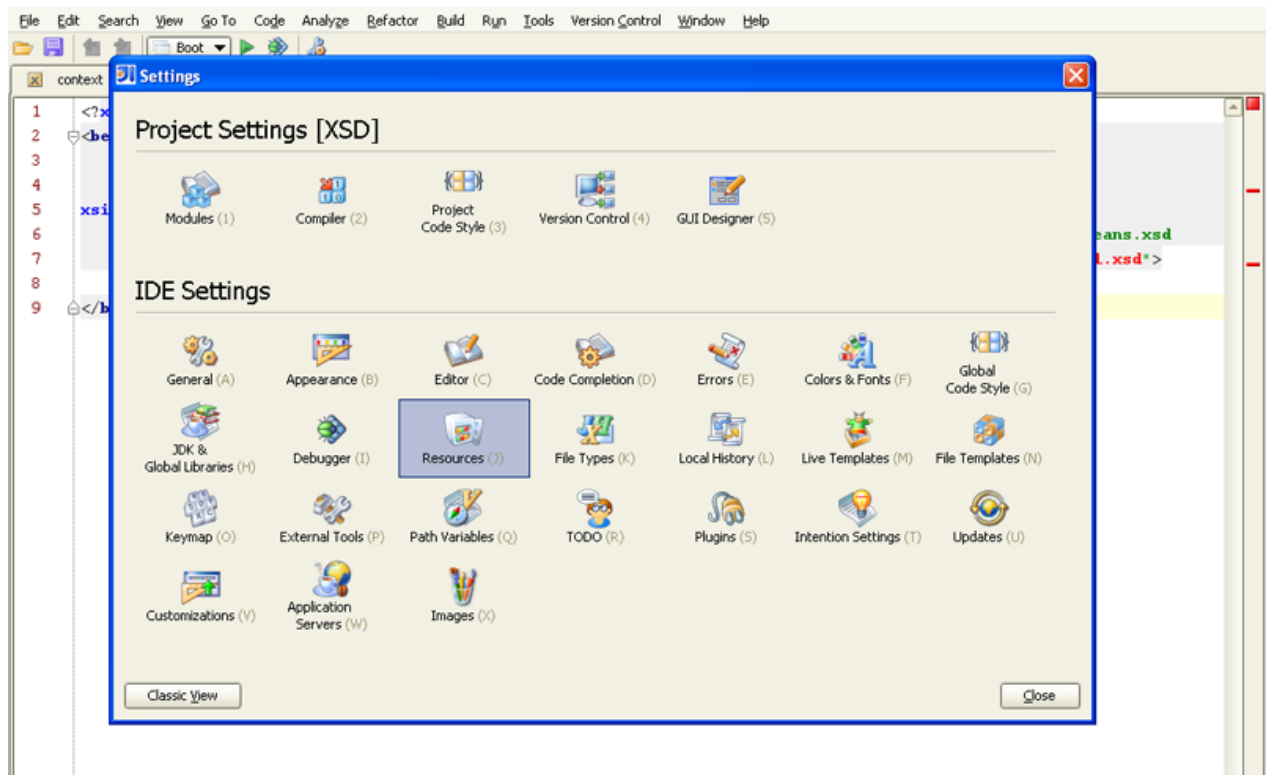 File Edit Search View Go To Code Analyze Refactor Build Run Tools Version Control Window Help
Boot
context
Settings
1 <?x
2 <be
3
4
5 xsi
6 eans.xsd
7 l.xsd">
8
9 </b
Project Settings [XSD]
Modules (1) Compiler (2) Project Code Style (3) Version Control (4) GUI Designer (5)
IDE Settings
General (A) Appearance (B) Editor (C) Code Completion (D) Errors (E) Colors & Fonts (F) Global Code Style (G)
JDK & Global Libraries (H) Debugger (I) Resources (J) File Types (K) Local History (L) Live Templates (M) File Templates (N)
Keymap (O) External Tools (P) Path Variables (Q) TODO (R) Plugins (S) Intention Settings (T) Updates (U)
Customizations (V) Application Servers (W) Images (X)
Classic View Close